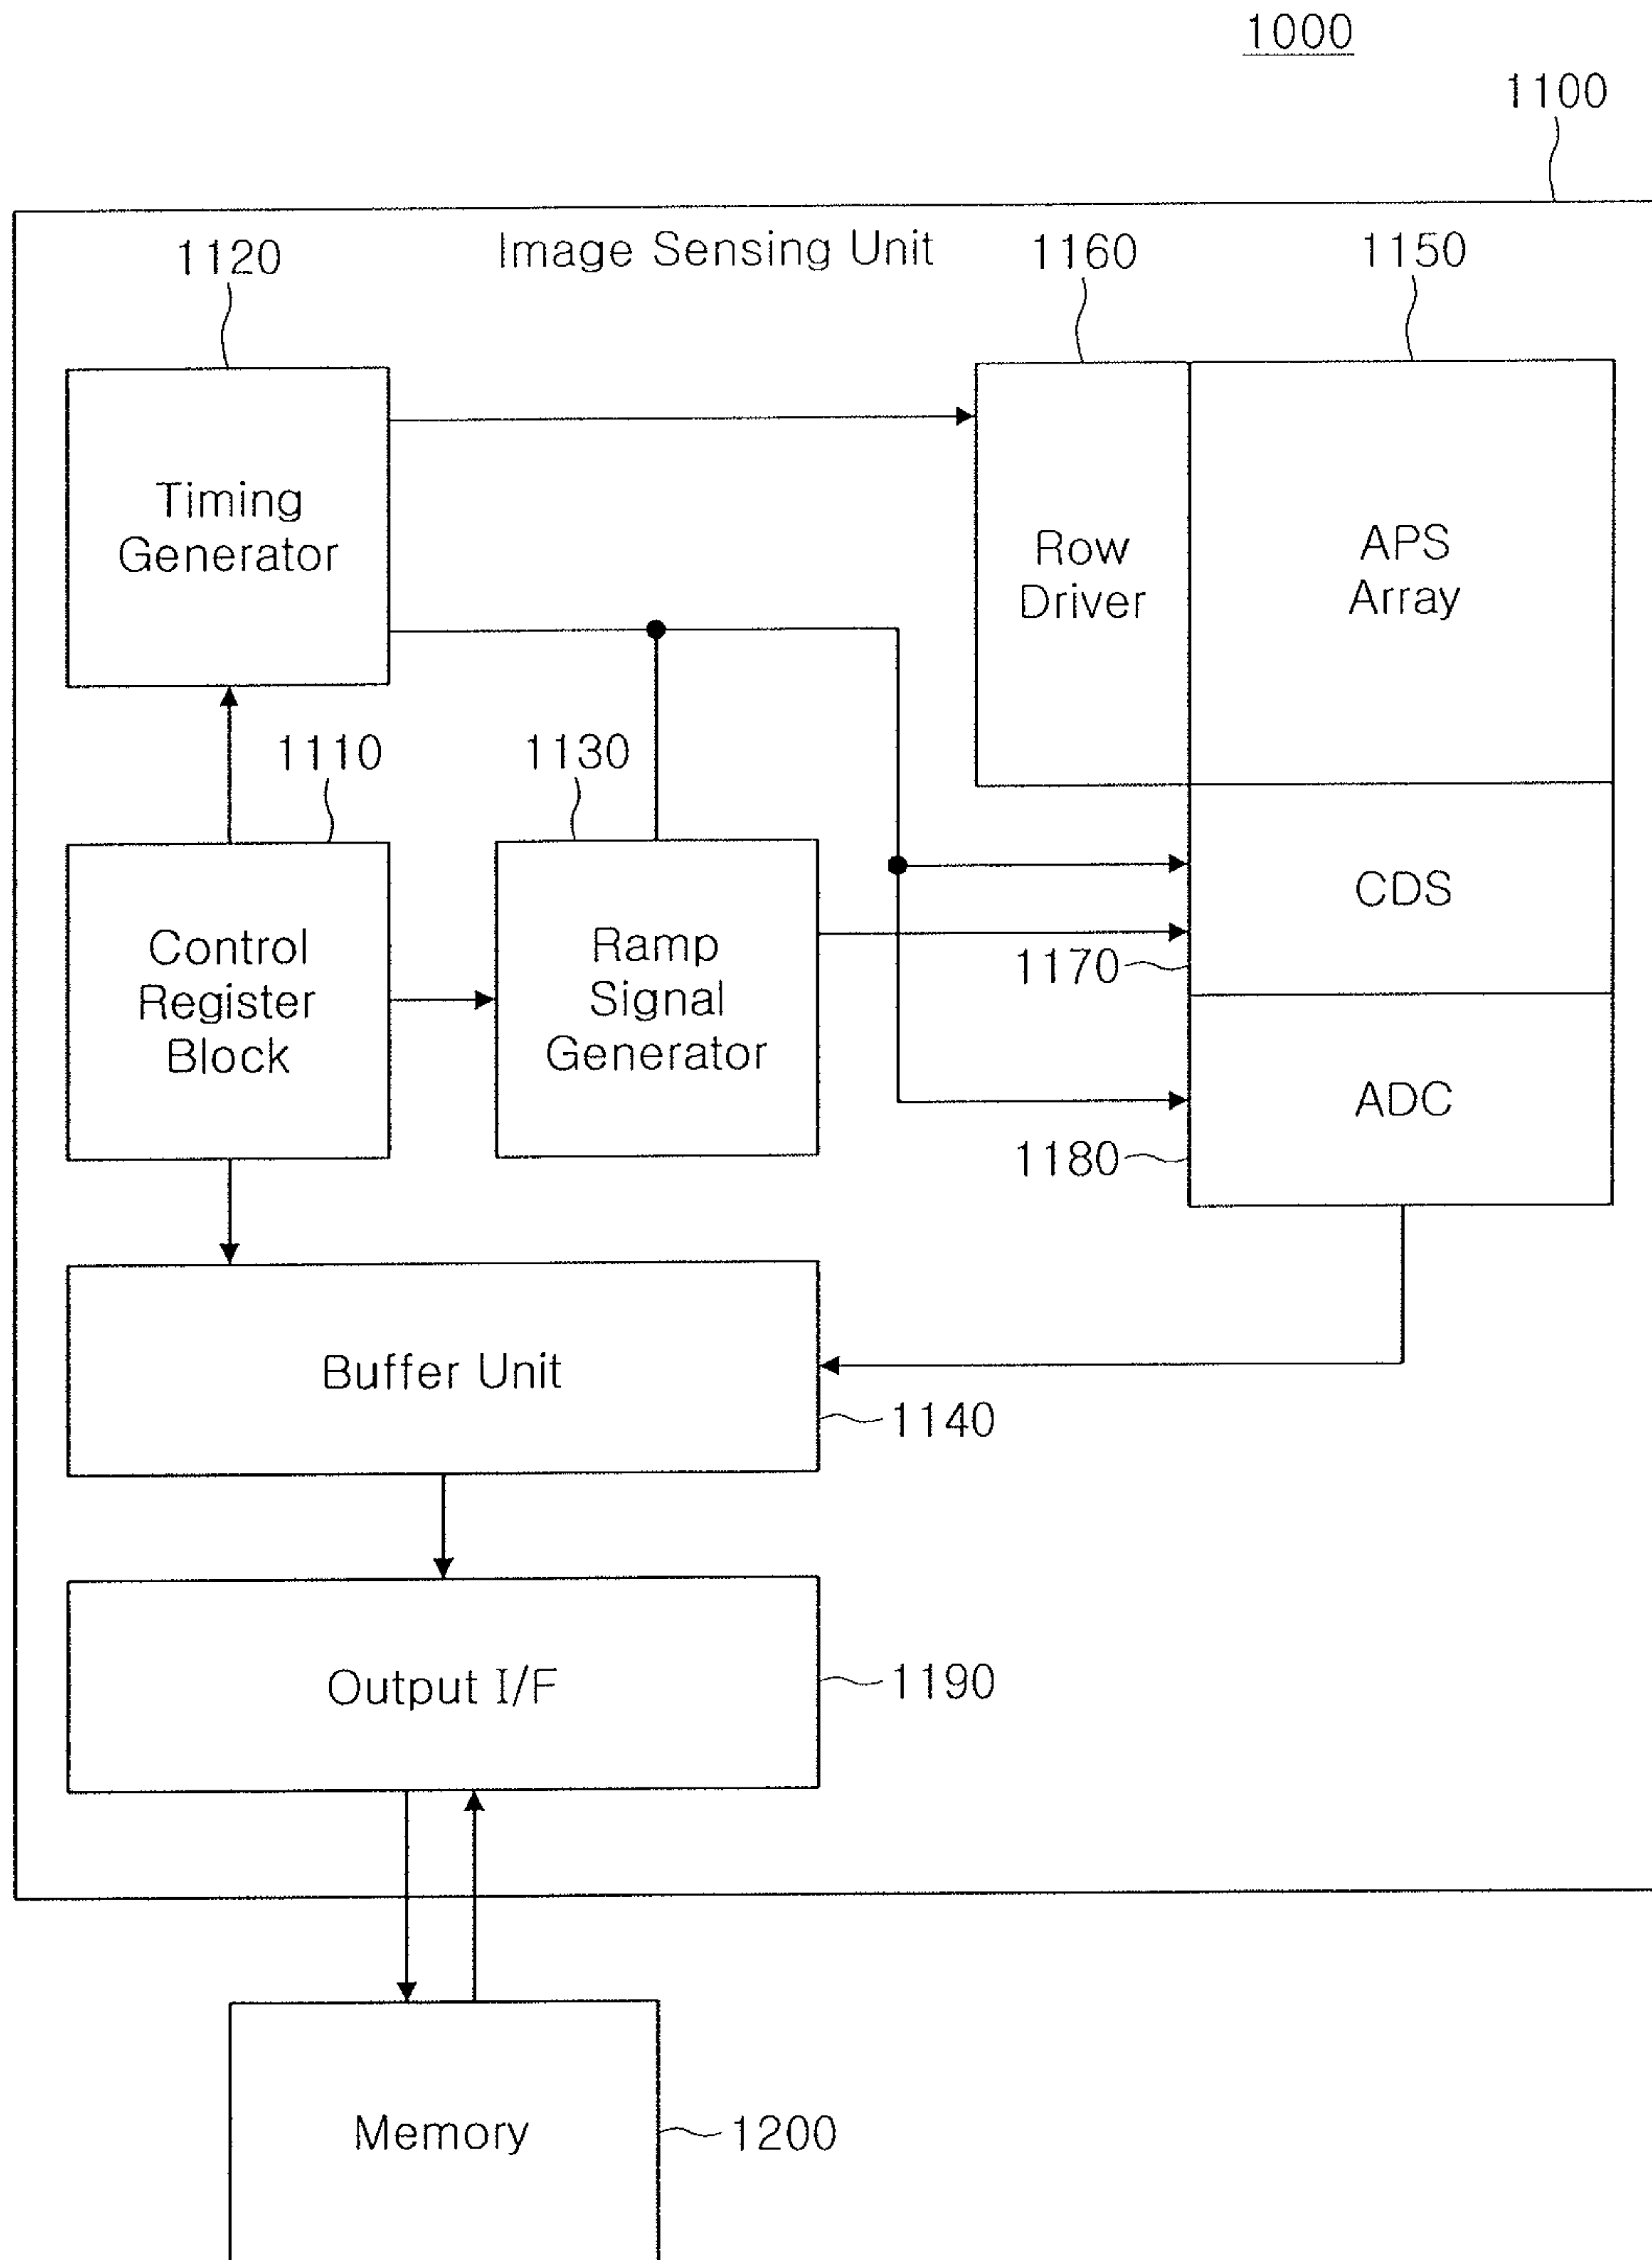 1000
1100
Image Sensing Unit
1120
1160
1150
Timing
Generator
Row
Driver
APS
Array
1110
1130
Control
Register
Block
Ramp
Signal
Generator
CDS
1170
ADC
1180
Buffer Unit
1140
Output I/F
1190
Memory
1200